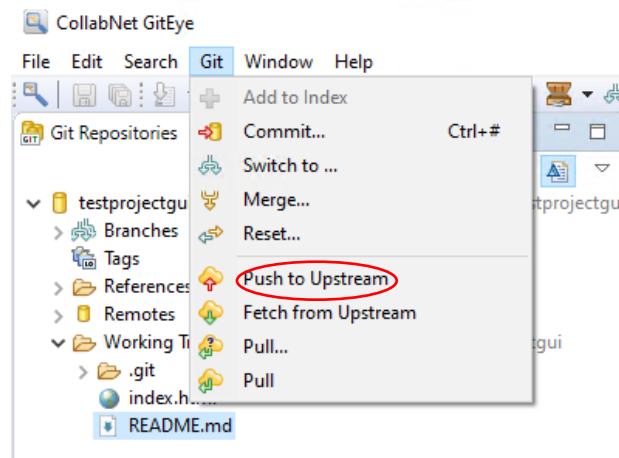 CollabNet GitEye
File Edit Search Git Window Help
Add to Index
Git Repositories
Commit... Ctrl+#
Switch to ...
testprojectgu
Merge...
tprojectgu
Branches
Reset...
Tags
References
Push to Upstream
Remotes
Fetch from Upstream
Working
Pull...
gui
.git
Pull
README.md